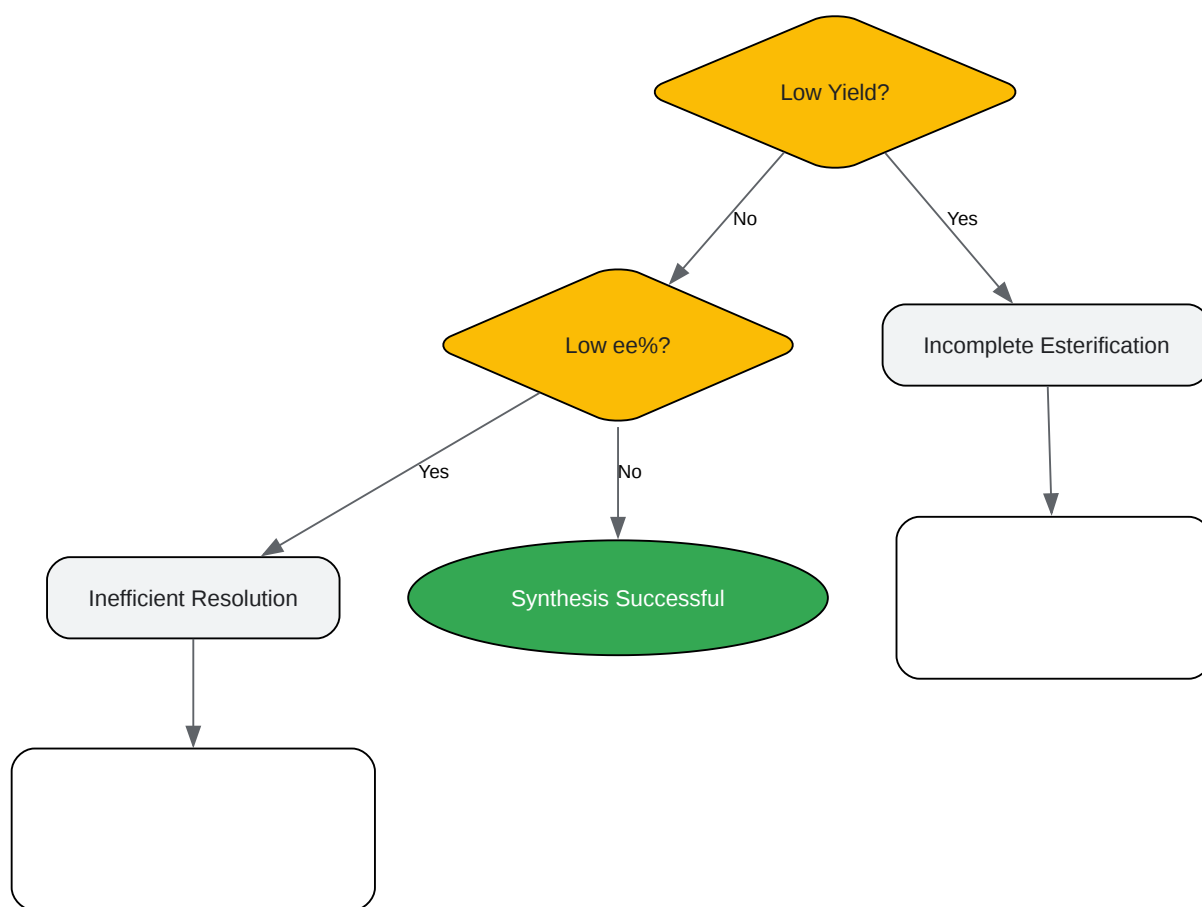 Low Yield?
No
Yes
Low ee%?
Incomplete Esterification
Yes
No
Inefficient Resolution
Synthesis Successful